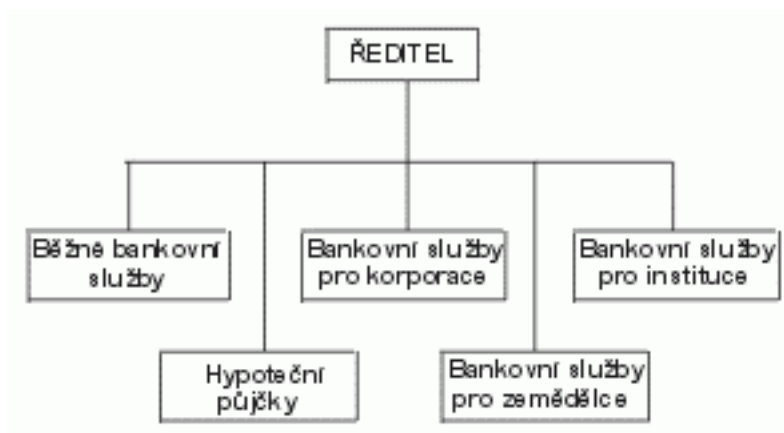 ŘEDITEL
Běžné bankovní
služby
Bankovní služby
pro korporace
Bankovní služby
pro instituce
Hypoteční
půjčky
Bankovní služby
pro zemědělce